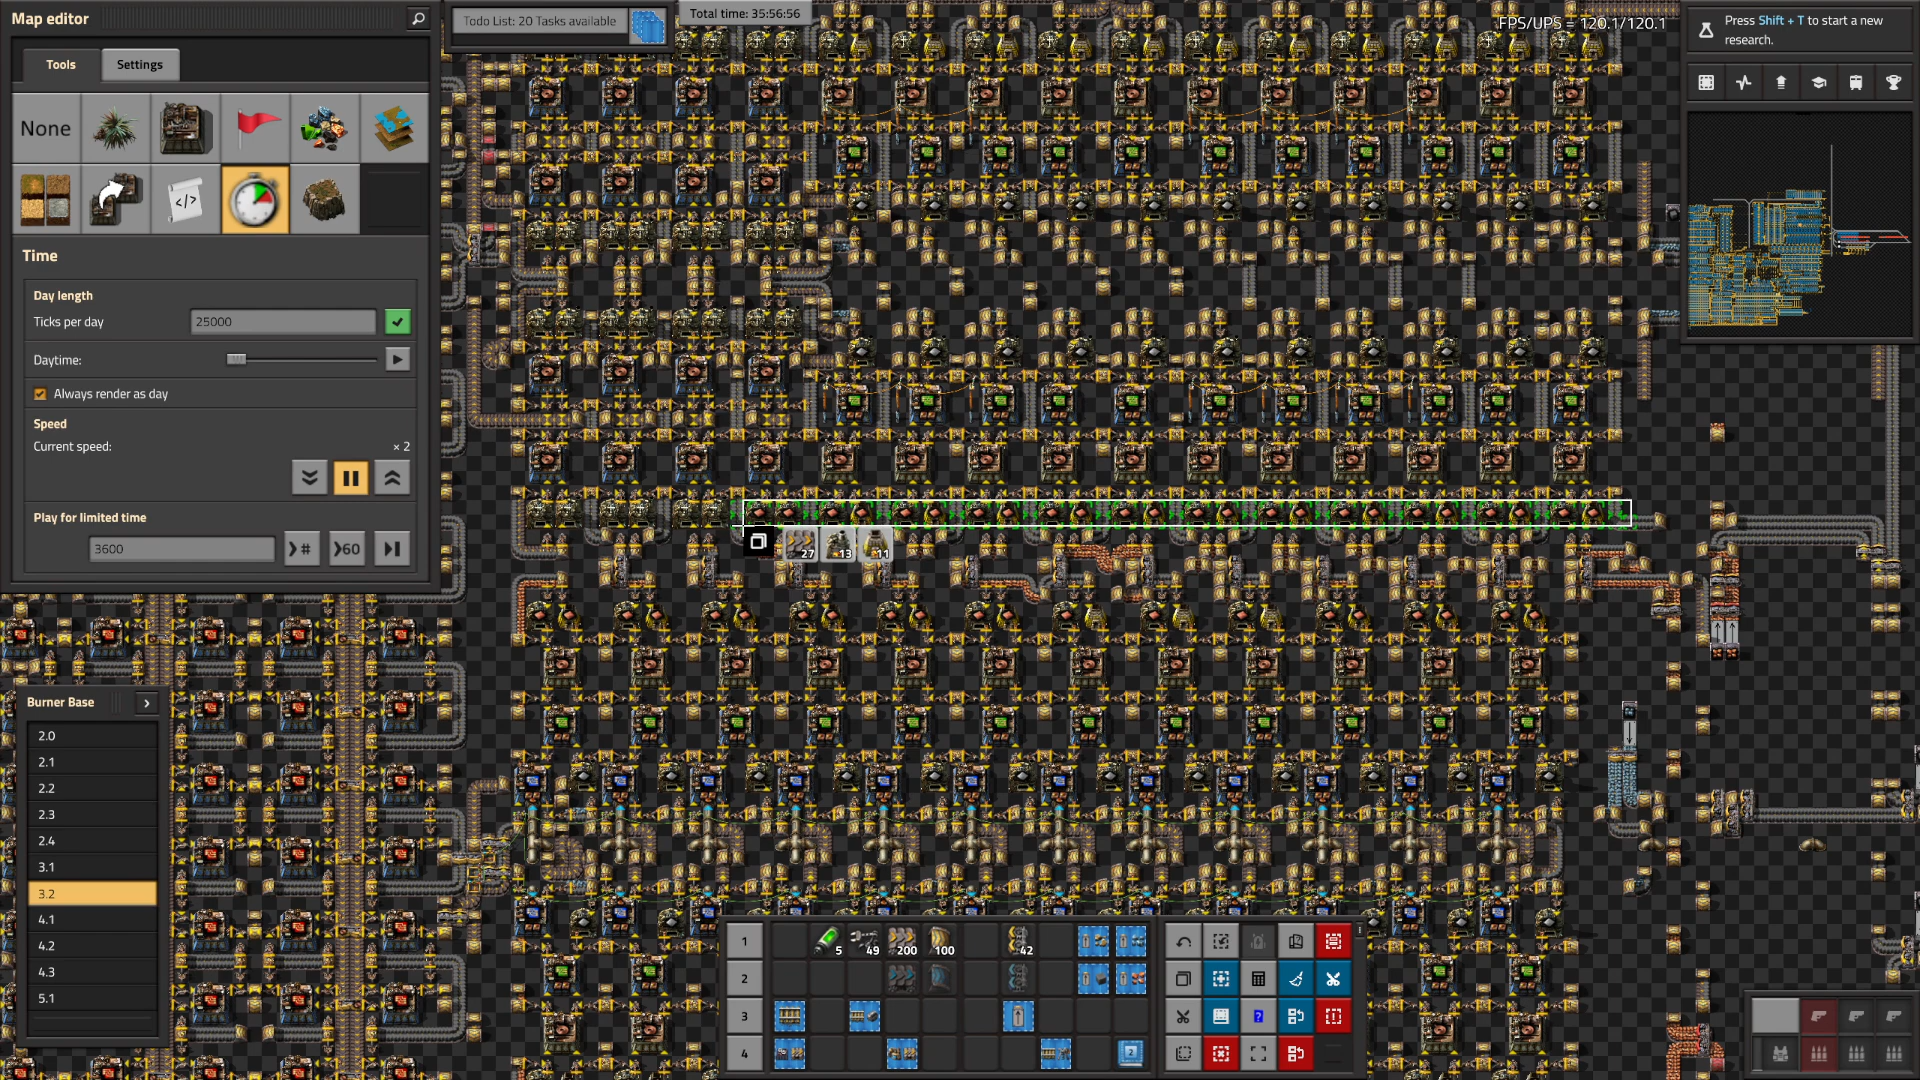 Map editor
Todo List: 20 Tasks available
Total time: 35:56:56
FPS/UPS = 120.1/120.1
Press Shift + T to start a new
research.
Tools
Settings
None
</>
Time
Day length
Ticks per day
25000
Daytime:
Always render as day
Speed
Current speed:
× 2
Play for limited time
3600
#
60
27
13
11
Burner Base
2.0
2.1
2.2
2.3
2.4
3.1
3.2
4.1
4.2
4.3
5.1
1
5
49
200
100
42
2
3
4
2